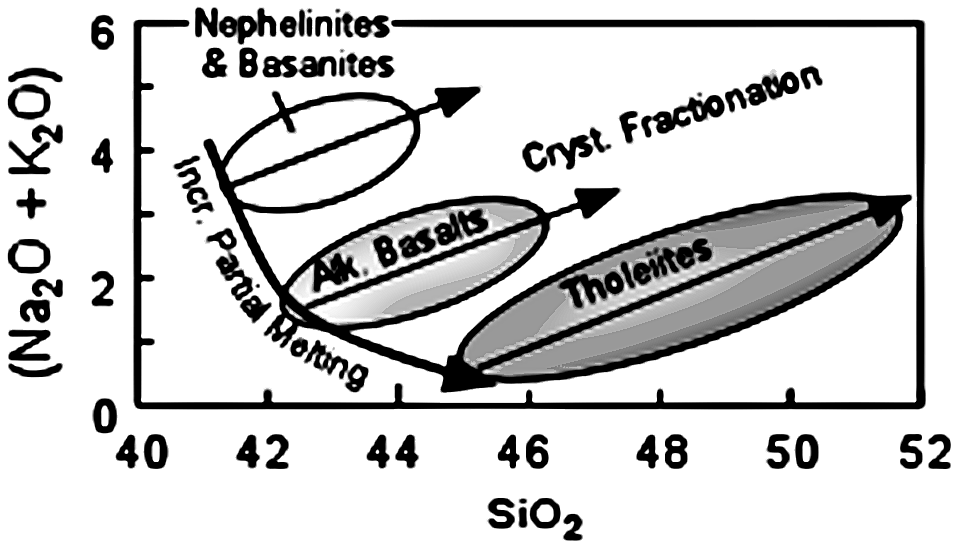 6
Nephelinites
& Basanites
Cryst. Fractionation
(Na₂O + K₂O)
4
Incr. Partial Melting
Alk. Basalts
Tholeiites
2
0
40 42 44 46 48 50 52
SiO₂